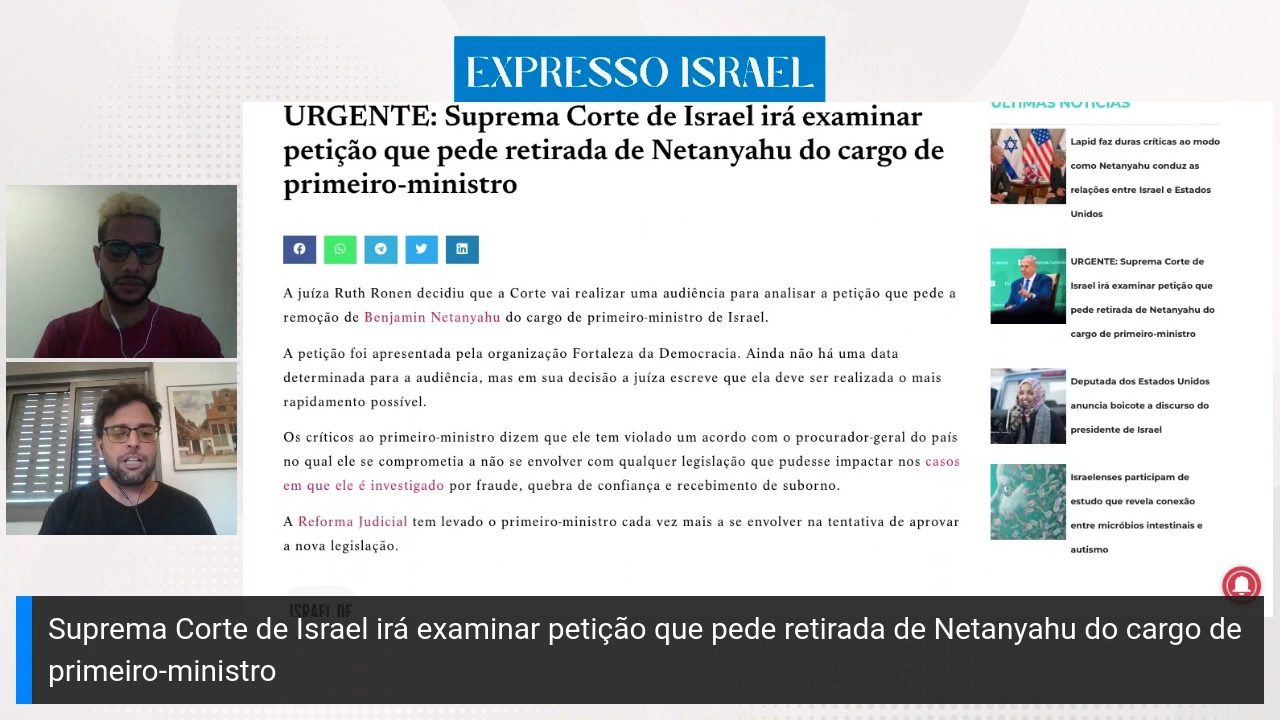 EXPRESSO ISRAEL
URGENTE: Suprema Corte de Israel irá examinar
petição que pede retirada de Netanyahu do cargo de
primeiro-ministro
A juíza Ruth Ronen decidiu que a Corte vai realizar uma audiência para analisar a petição que pede a
remoção de Benjamin Netanyahu do cargo de primeiro-ministro de Israel.
A petição foi apresentada pela organização Fortaleza da Democracia. Ainda não há uma data
determinada para a audiência, mas em sua decisão a juíza escreve que ela deve ser realizada o mais
rapidamento possível.
Os críticos ao primeiro-ministro dizem que ele tem violado um acordo com o procurador-geral do país
no qual ele se comprometia a não se envolver com qualquer legislação que pudesse impactar nos casos
em que ele é investigado por fraude, quebra de confiança e recebimento de suborno.
A Reforma Judicial tem levado o primeiro-ministro cada vez mais a se envolver na tentativa de aprovar
a nova legislação.
ÚLTIMAS NOTÍCIAS
Lapid faz duras críticas ao modo
como Netanyahu conduz as
relações entre Israel e Estados
Unidos
URGENTE: Suprema Corte de
Israel irá examinar petição que
pede retirada de Netanyahu do
cargo de primeiro-ministro
Deputada dos Estados Unidos
anuncia boicote a discurso do
presidente de Israel
Israelenses participam de
estudo que revela conexão
entre micróbios intestinais e
autismo
ISRAEL DE
Suprema Corte de Israel irá examinar petição que pede retirada de Netanyahu do cargo de
primeiro-ministro